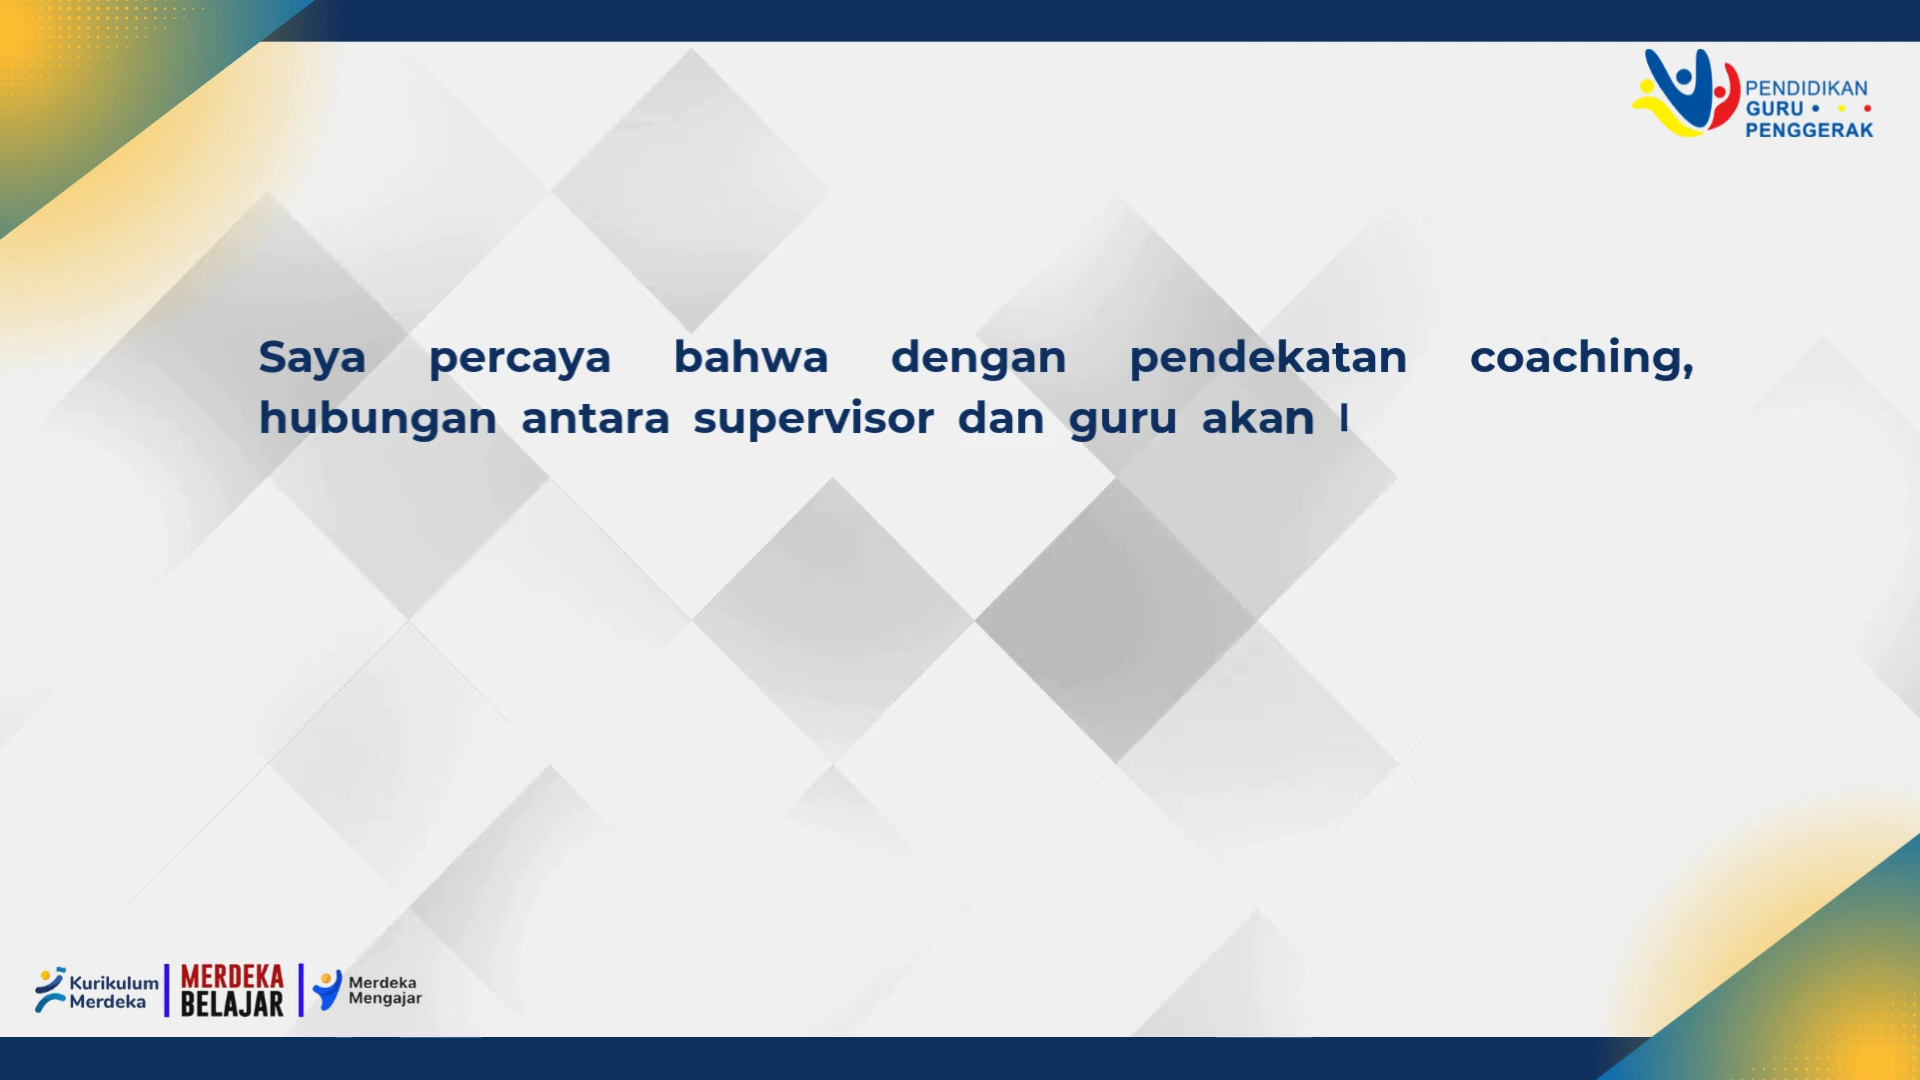 PENDIDIKAN
GURU
PENGGERAK
Saya percaya bahwa dengan pendekatan coaching,
hubungan antara supervisor dan guru akan
Kurikulum
Merdeka
MERDEKA
BELAJAR
Merdeka
Mengajar